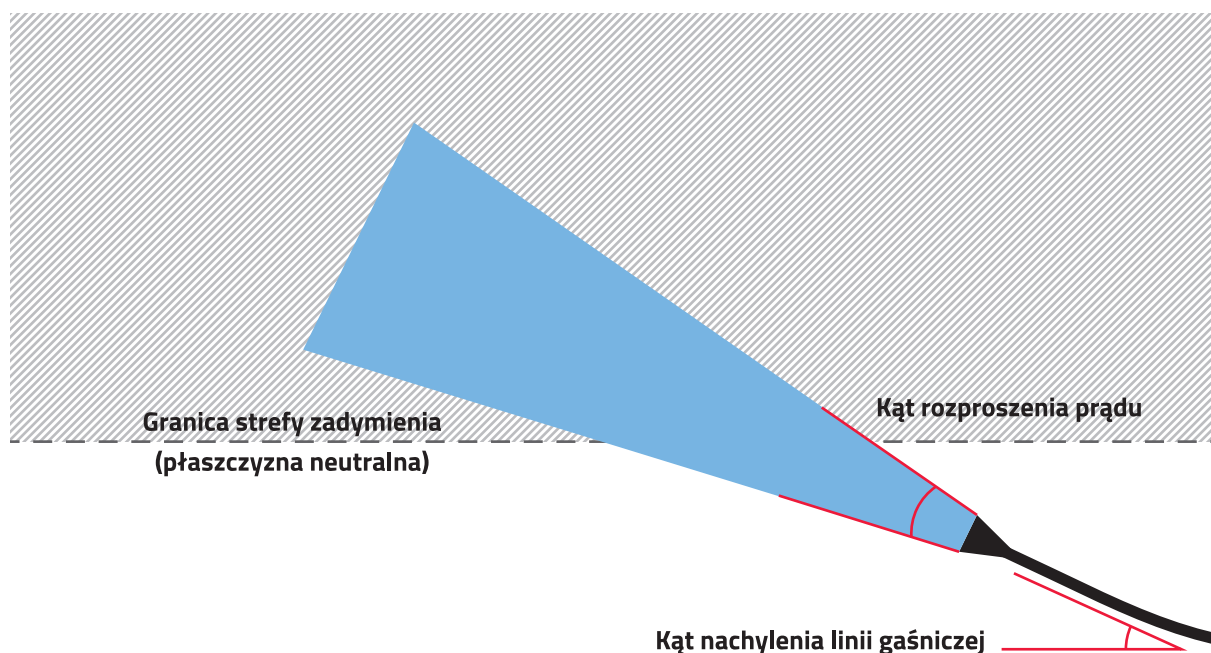 Granica strefy zadymienia
(płaszczyzna neutralna)
Kąt rozproszenia prądu
Kąt nachylenia linii gaśniczej